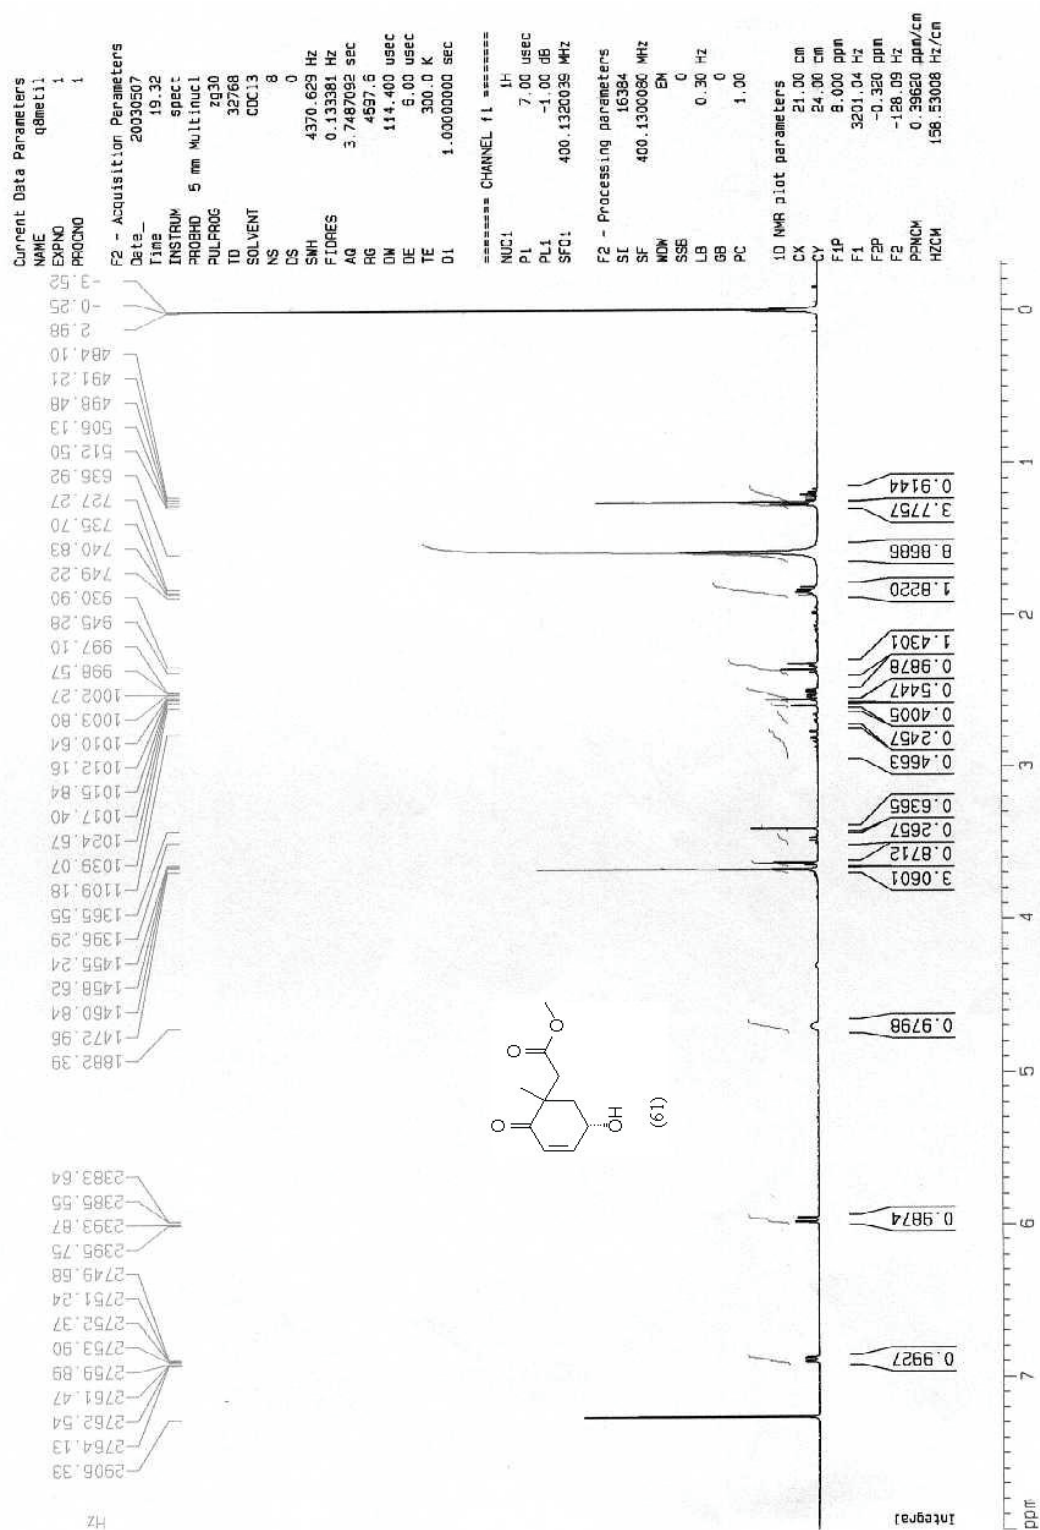 Current Data Parameters
NAME q8metil
EXPNO 1
PROCNO 1
F2 - Acquisition Parameters
Date_ 20030507
Time 19.32
INSTRUM spect
PROBHD 5 mm Multinucl
PULPROG zg30
TD 32768
SOLVENT CDCl3
NS 8
DS 0
SWH 4370.629 Hz
FIDRES 0.133381 Hz
AQ 3.7487092 sec
RG 4597.6
DW 114.400 usec
DE 6.00 usec
TE 300.0 K
D1 1.00000000 sec
======== CHANNEL f1 ========
NUC1 1H
P1 7.00 usec
PL1 -1.00 dB
SFO1 400.1320039 MHz
F2 - Processing parameters
SI 16384
SF 400.1300080 MHz
WDW EM
SSB 0
LB 0.30 Hz
GB 0
PC 1.00
1D NMR plot parameters
CX 21.00 cm
CY 24.00 cm
F1P 8.000 ppm
F1 3201.04 Hz
F2P -0.320 ppm
F2 -128.09 Hz
PPMCM 0.39620 ppm/cm
HZCM 158.53008 Hz/cm
Hz
2906.33
2764.13
2762.54
2761.47
2759.89
2753.90
2752.37
2751.24
2749.68
2395.75
2393.87
2385.55
2383.64
1882.39
1472.96
1460.84
1458.62
1455.24
1396.29
1365.55
1109.18
1039.07
1024.67
1017.40
1015.84
1012.16
1010.64
1003.80
1002.27
998.57
997.10
945.28
930.90
749.22
740.83
735.70
727.27
636.92
512.50
506.13
498.48
491.21
484.10
2.98
-0.25
-3.52
O
O
O
OH
(61)
Integral
0.9927
0.9874
0.9798
3.0601
0.8712
0.2657
0.6365
0.4663
0.2457
0.4005
0.5447
0.9878
1.4301
1.8220
8.8686
3.7757
0.9144
ppm 7 6 5 4 3 2 1 0